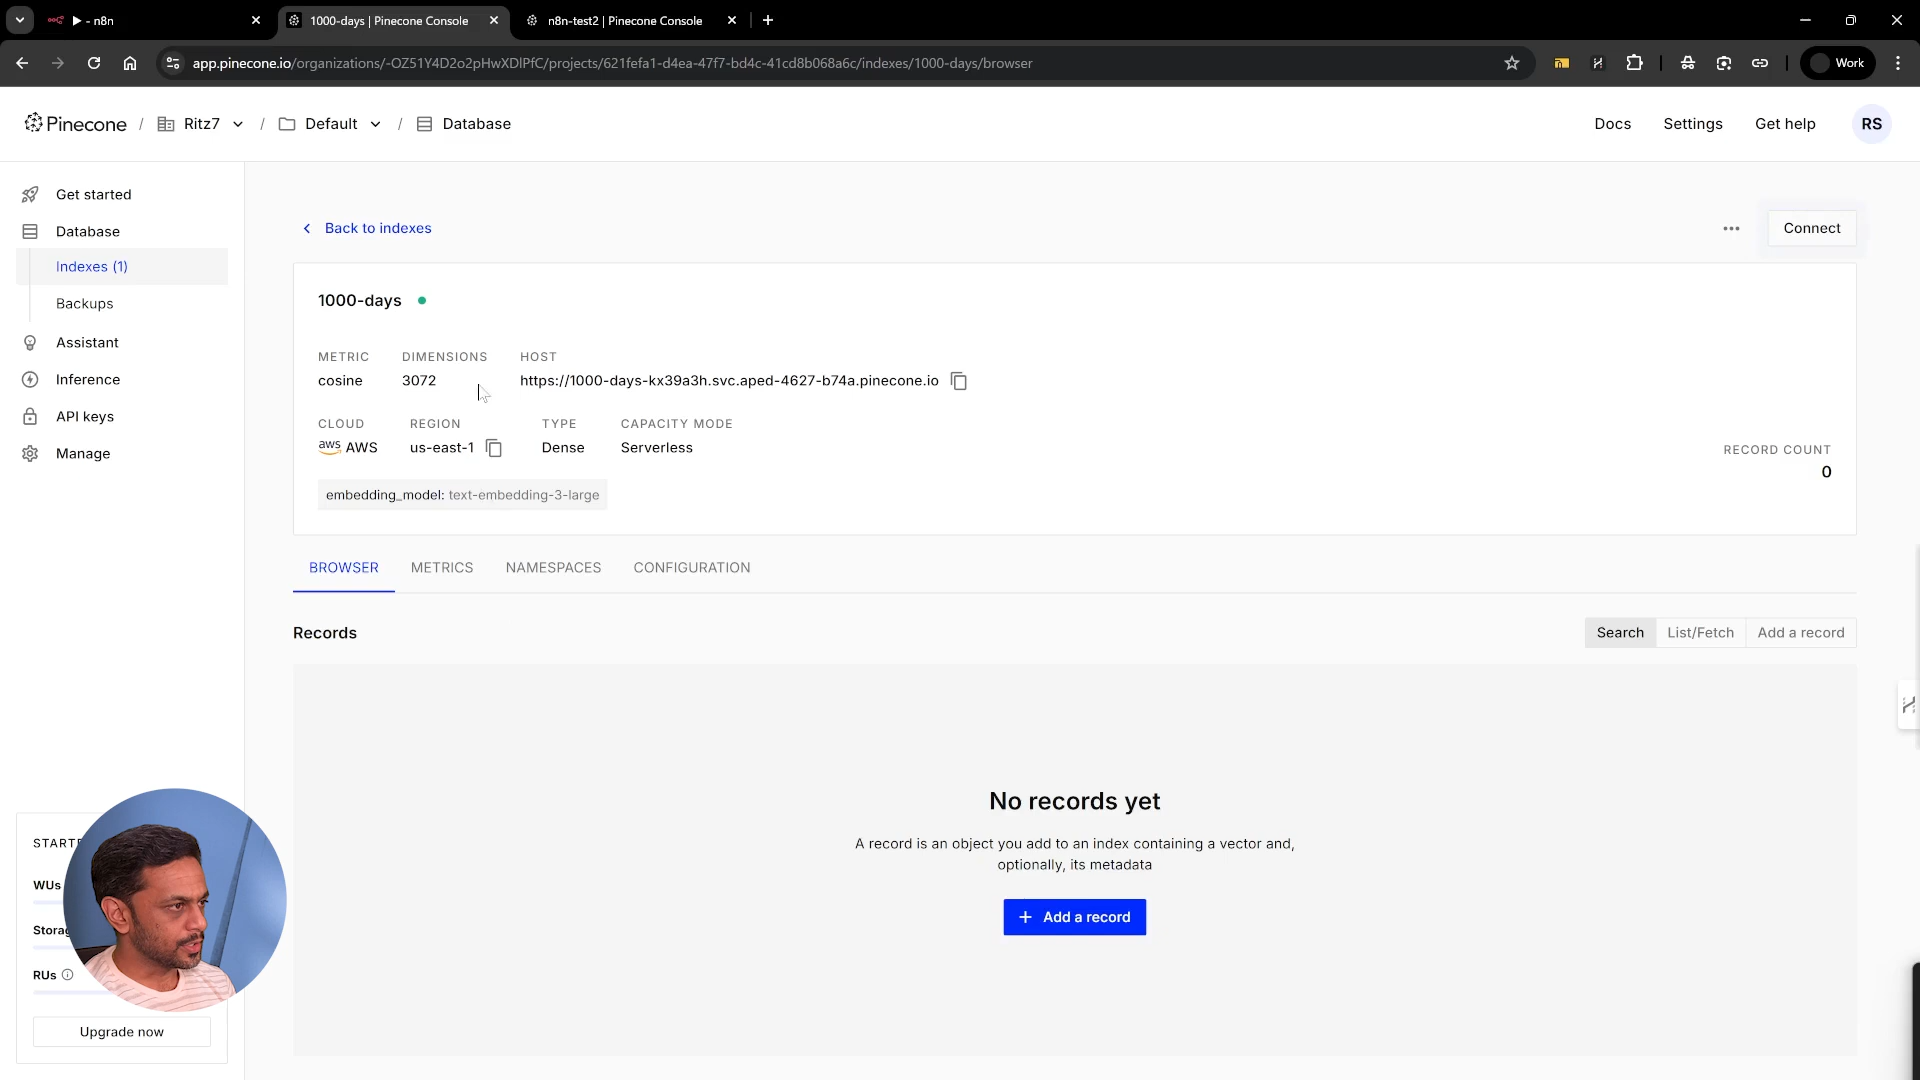 ▶ - n8n
1000-days | Pinecone Console
n8n-test2 | Pinecone Console
app.pinecone.io/organizations/-OZ51Y4D2o2pHwXDlPfC/projects/621fefa1-d4ea-47f7-bd4c-41cd8b068a6c/indexes/1000-days/browser
Work
Pinecone / Ritz7 / Default / Database
Docs
Settings
Get help
RS
Get started
Database
Indexes (1)
Backups
Assistant
Inference
API keys
Manage
Back to indexes
Connect
1000-days
METRIC DIMENSIONS HOST
cosine 3072 https://1000-days-kx39a3h.svc.aped-4627-b74a.pinecone.io
CLOUD REGION TYPE CAPACITY MODE
aws AWS us-east-1 Dense Serverless
RECORD COUNT
0
embedding_model: text-embedding-3-large
BROWSER METRICS NAMESPACES CONFIGURATION
Records
Search List/Fetch Add a record
No records yet
A record is an object you add to an index containing a vector and,
optionally, its metadata
+ Add a record
WUs
RUs
Upgrade now